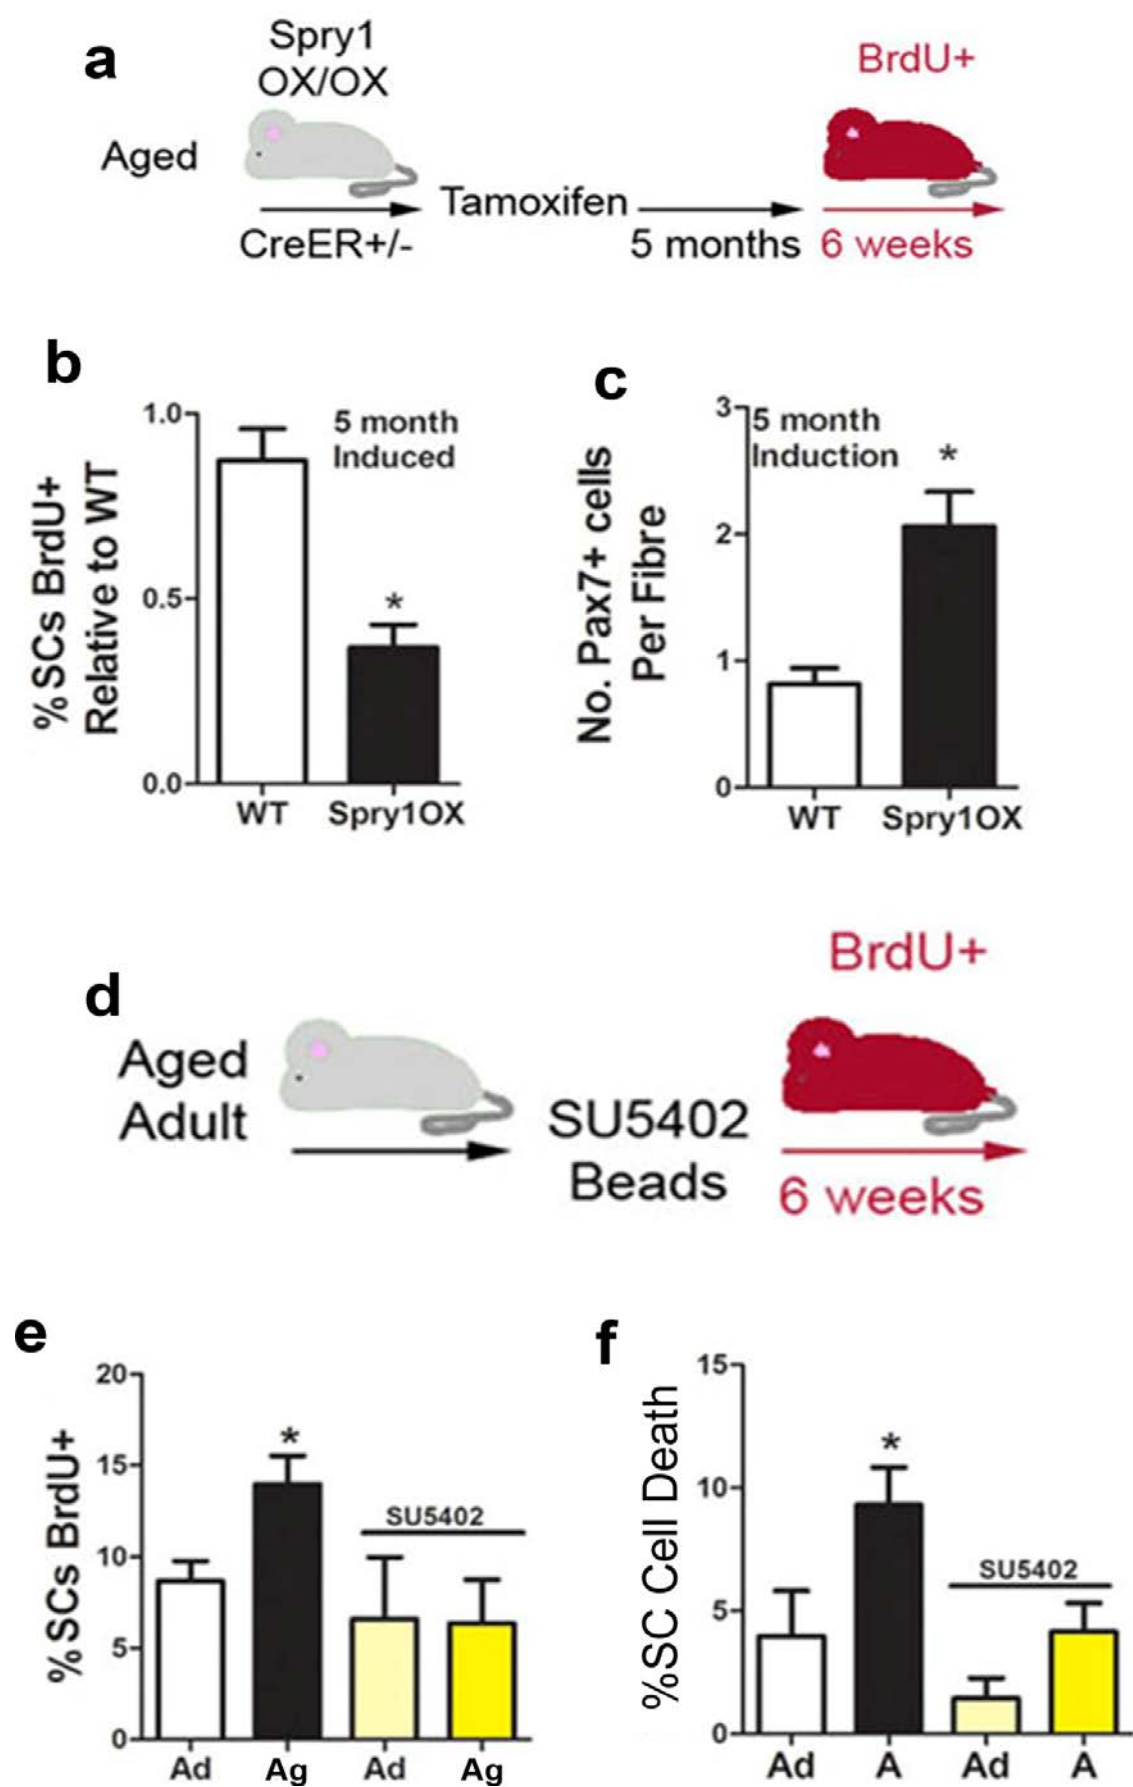 a
Spry1
OX/OX
Aged
CreER+/-
Tamoxifen
5 months
BrdU+
6 weeks
b
%SCs BrdU+
Relative to WT
1.0
0.5
0.0
5 month
Induced
*
WT
Spry1OX
c
No. Pax7+ cells
Per Fibre
3
2
1
0
5 month
Induction
*
WT
Spry1OX
d
Aged
Adult
SU5402
Beads
BrdU+
6 weeks
e
%SCs BrdU+
20
15
10
5
0
*
SU5402
Ad
Ag
Ad
Ag
f
%SC Cell Death
15
10
5
0
*
SU5402
Ad
A
Ad
A